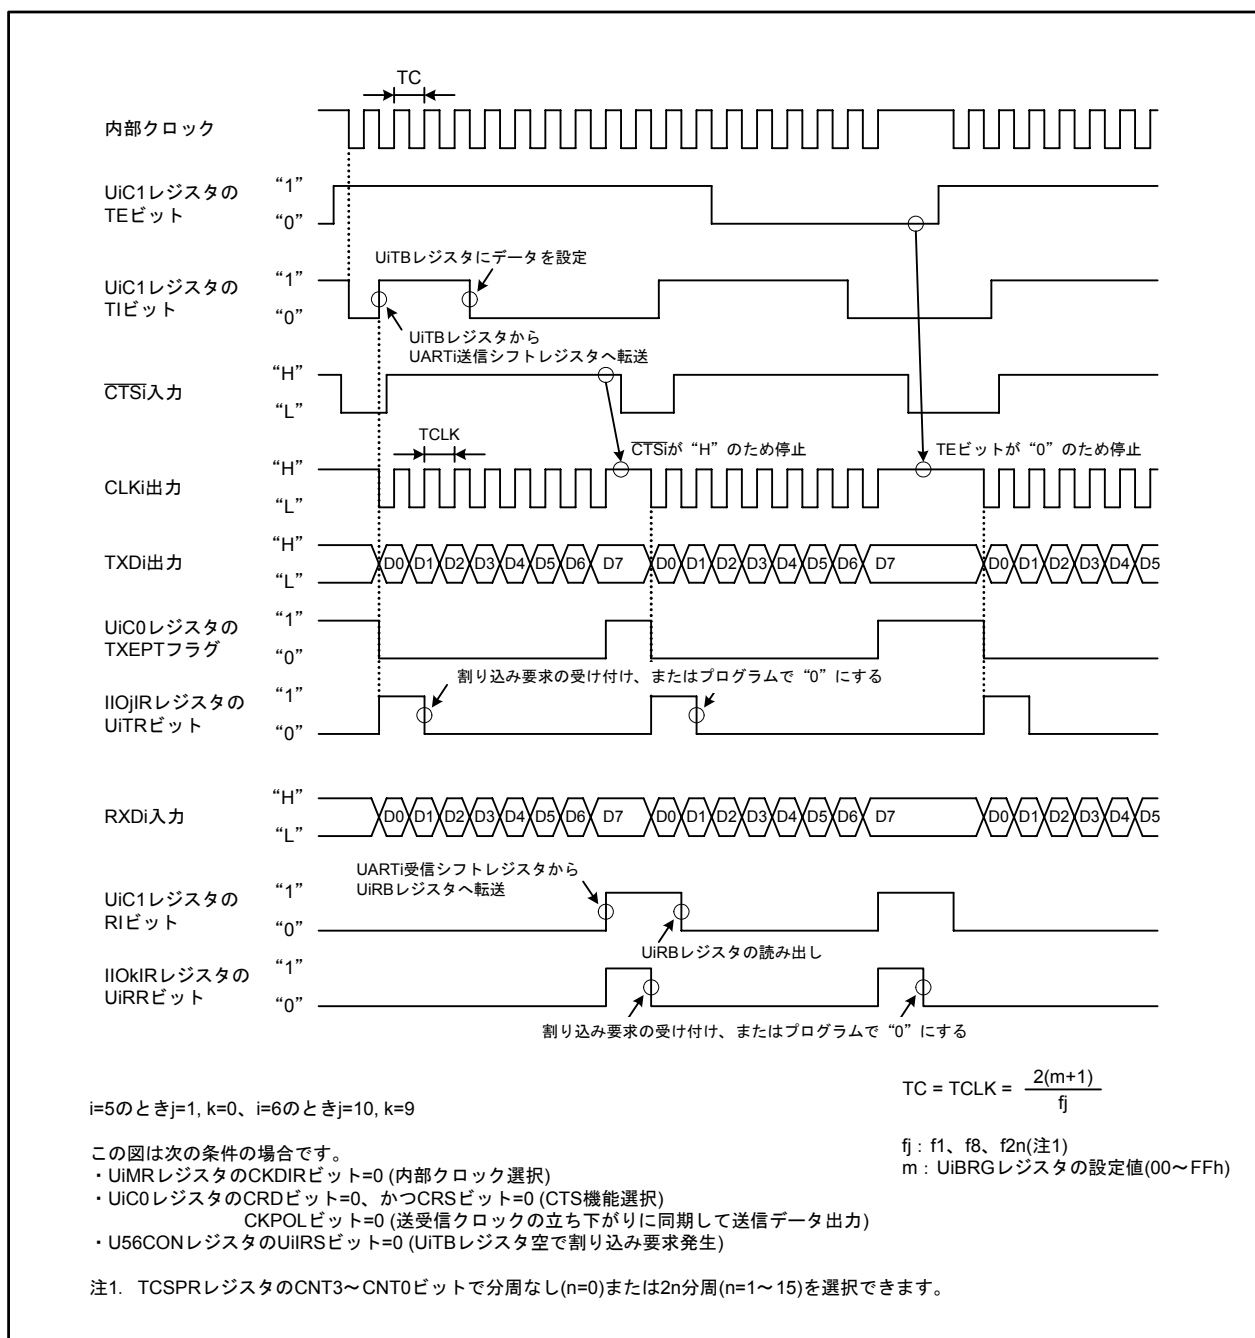 TC
内部クロック
UiC1レジスタの
TEビット
“1”
“0”
UiTBレジスタにデータを設定
UiC1レジスタの
TIビット
“1”
“0”
UiTBレジスタから
UARTi送信シフトレジスタへ転送
CTSi入力
“H”
“L”
TCLK
CTSiが“H”のため停止
TEビットが“0”のため停止
CLKi出力
“H”
“L”
TXDi出力
“H”
“L”
D0 D1 D2 D3 D4 D5 D6 D7 D0 D1 D2 D3 D4 D5 D6 D7 D0 D1 D2 D3 D4 D5
UiC0レジスタの
TXEPTフラグ
“1”
“0”
割り込み要求の受け付け、またはプログラムで“0”にする
IIOjIRレジスタの
UiTRビット
“1”
“0”
RXDi入力
“H”
“L”
D0 D1 D2 D3 D4 D5 D6 D7 D0 D1 D2 D3 D4 D5 D6 D7 D0 D1 D2 D3 D4 D5
UARTi受信シフトレジスタから
UiRBレジスタへ転送
UiC1レジスタの
RIビット
“1”
“0”
UiRBレジスタの読み出し
IIOkIRレジスタの
UiRRビット
“1”
“0”
割り込み要求の受け付け、またはプログラムで“0”にする
TC = TCLK = 2(m+1)
fj
i=5のときj=1, k=0、i=6のときj=10, k=9
fj：f1、f8、f2n(注1)
m：UiBRGレジスタの設定値(00～FFh)
この図は次の条件の場合です。
・UiMRレジスタのCKDIRビット=0 (内部クロック選択)
・UiC0レジスタのCRDビット=0、かつCRSビット=0 (CTS機能選択)
CKPOLビット=0 (送受信クロックの立ち下がりに同期して送信データ出力)
・U56CONレジスタのUiIRSビット=0 (UiTBレジスタ空で割り込み要求発生)
注1. TCSPRレジスタのCNT3～CNT0ビットで分周なし(n=0)または2n分周(n=1～15)を選択できます。